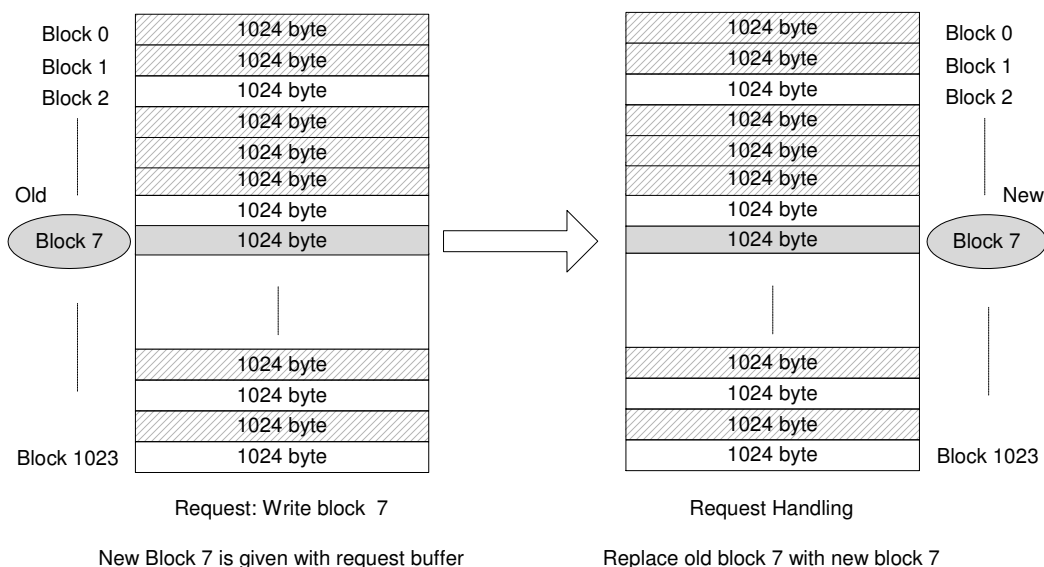 Block 0
1024 byte
1024 byte
Block 0
Block 1
1024 byte
1024 byte
Block 1
Block 2
1024 byte
1024 byte
Block 2
1024 byte
1024 byte
1024 byte
1024 byte
1024 byte
1024 byte
Old
1024 byte
1024 byte
New
Block 7
1024 byte
1024 byte
Block 7
1024 byte
1024 byte
1024 byte
1024 byte
1024 byte
1024 byte
Block 1023
1024 byte
1024 byte
Block 1023
Request: Write block 7
Request Handling
New Block 7 is given with request buffer
Replace old block 7 with new block 7